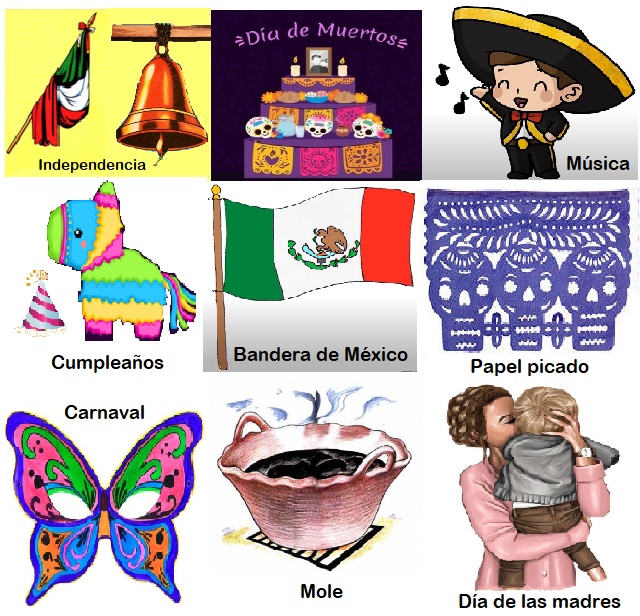 Día de Muertos
Independencia
Música
Cumpleaños
Bandera de México
Papel picado
Carnaval
Mole
Día de las madres